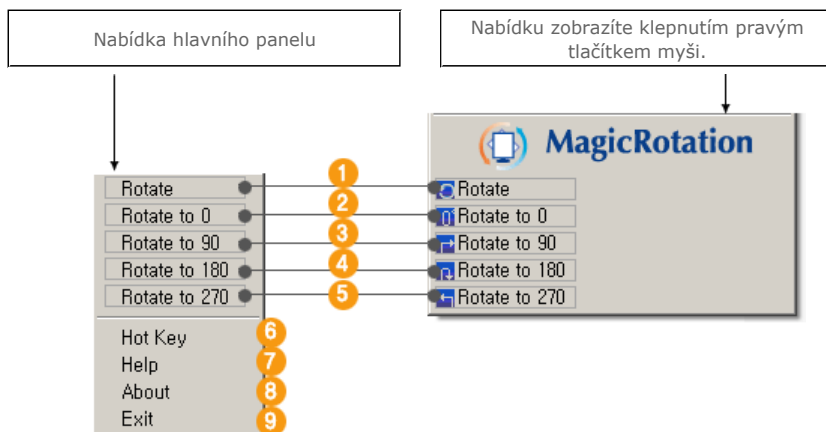 Nabídka hlavního panelu
Nabídku zobrazíte klepnutím pravým
tlačítkem myši.
MagicRotation
Rotate 1 Rotate
Rotate to 0 2 Rotate to 0
Rotate to 90 3 Rotate to 90
Rotate to 180 4 Rotate to 180
Rotate to 270 5 Rotate to 270
Hot Key 6
Help 7
About 8
Exit 9